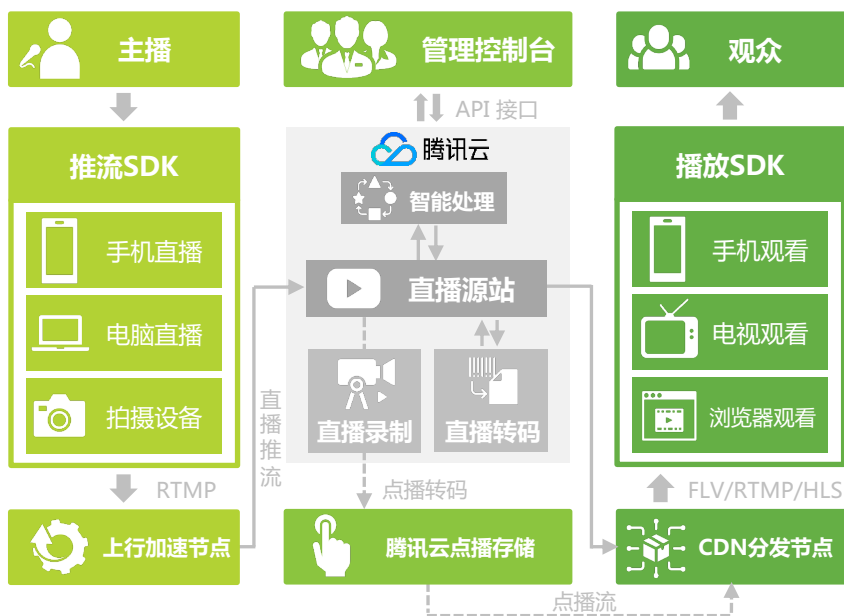 主播
管理控制台
观众
API 接口
推流SDK
腾讯云
播放SDK
智能处理
手机直播
手机观看
直播源站
电脑直播
电视观看
直播推流
拍摄设备
直播录制
直播转码
浏览器观看
RTMP
点播转码
FLV/RTMP/HLS
上行加速节点
腾讯云点播存储
CDN分发节点
点播流